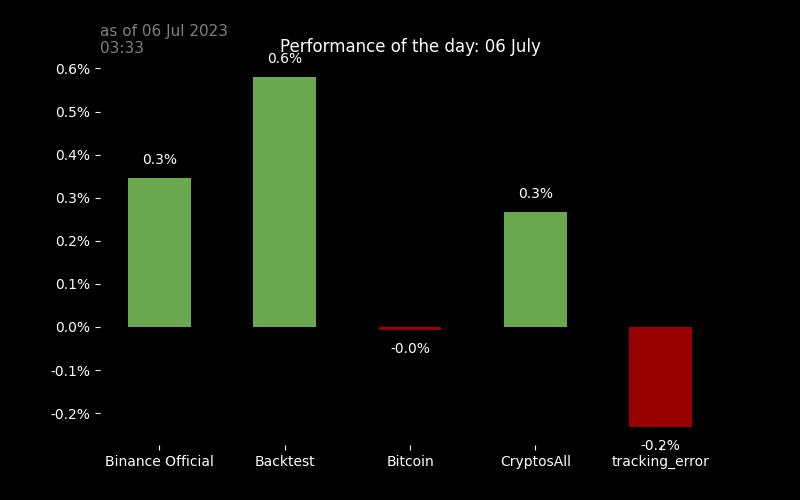 as of 06 Jul 2023
03:33
Performance of the day: 06 July
0.6%
0.6%
0.5%
0.4%
0.3%
0.3%
0.3%
0.3%
0.2%
0.1%
0.0%
-0.0%
-0.1%
-0.2%
-0.2%
Binance Official
Backtest
Bitcoin
CryptosAll
tracking_error